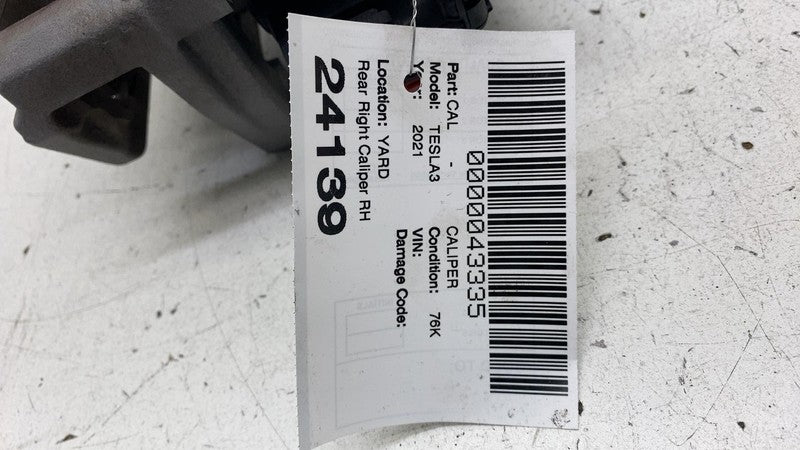 0000043335
Part: CAL - CALIPER
Model: TESLA3 Condition: 76K
Year: 2021 VIN:
Damage Code:
Location: YARD
Rear Right Caliper RH
24139